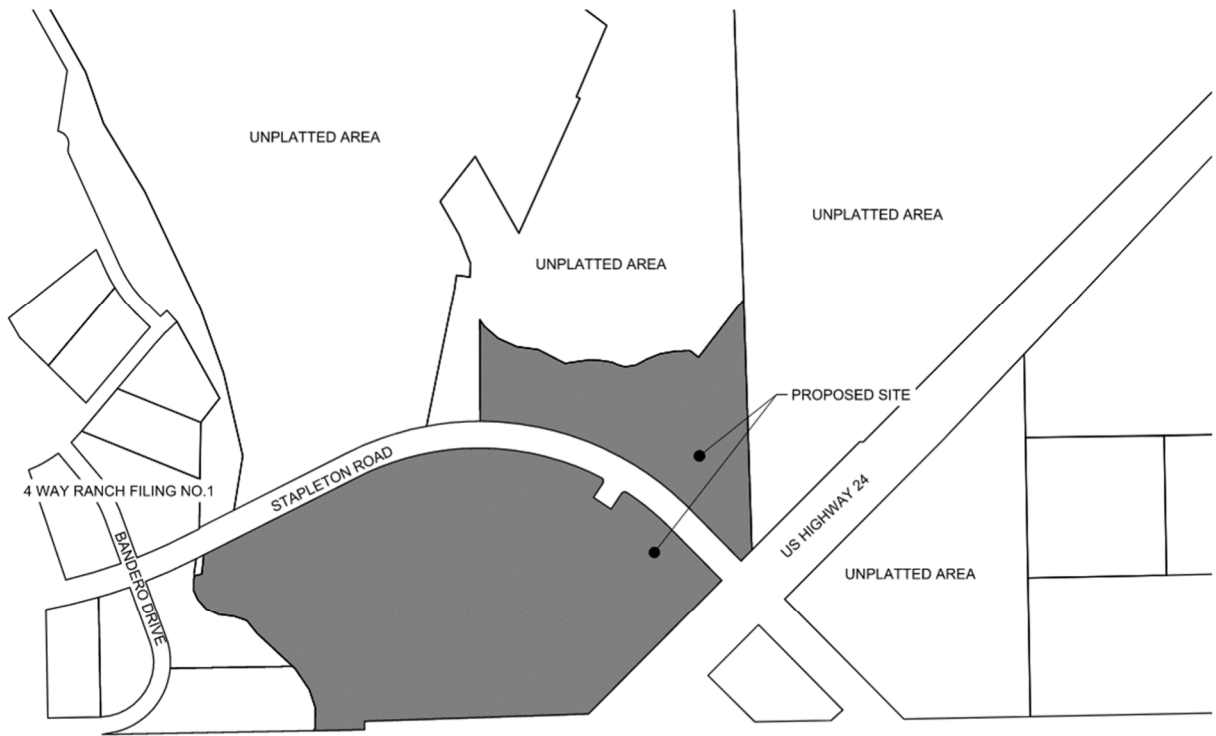 UNPLATTED AREA
UNPLATTED AREA
UNPLATTED AREA
PROPOSED SITE
STAPLETON ROAD
4 WAY RANCH FILING NO.1
US HIGHWAY 24
BANDERO DRIVE
UNPLATTED AREA